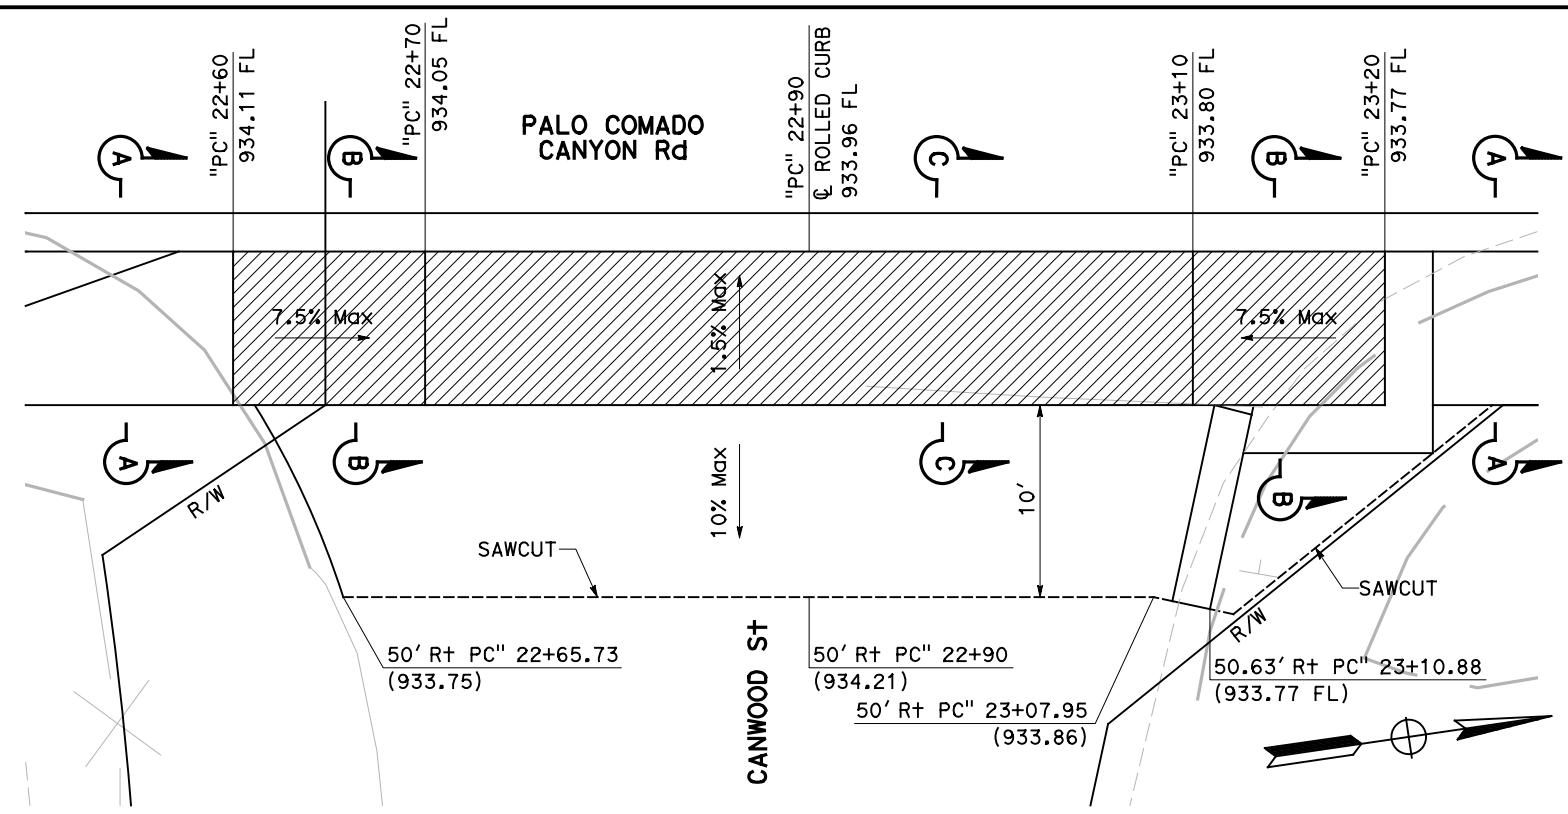 "PC" 22+60
934.11 FL
"PC" 22+70
934.05 FL
PALO COMADO
CANYON Rd
"PC" 22+90
℄ ROLLED CURB
933.96 FL
"PC" 23+10
933.80 FL
"PC" 23+20
933.77 FL
A
B
C
B
A
7.5% Max
1.5% Max
7.5% Max
A
B
C
B
A
R/W
10% Max
10'
SAWCUT
SAWCUT
R/W
CANWOOD St
50' Rt PC" 22+65.73
(933.75)
50' Rt PC" 22+90
(934.21)
50' Rt PC" 23+07.95
(933.86)
50.63' Rt PC" 23+10.88
(933.77 FL)